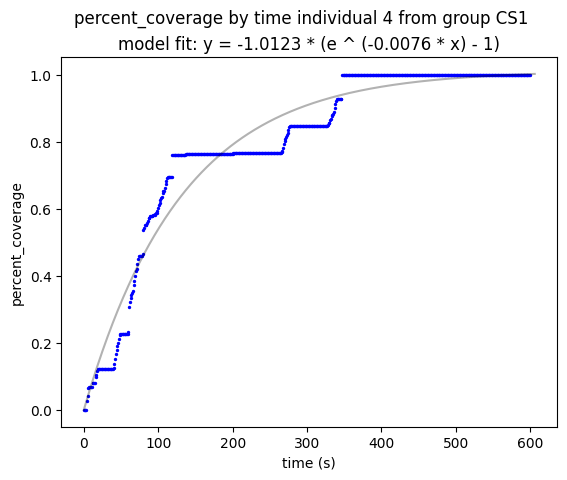 percent_coverage by time individual 4 from group CS1
model fit: y = -1.0123 * (e ^ (-0.0076 * x) - 1)
1.0
0.8
0.6
0.4
0.2
0.0
percent_coverage
0 100 200 300 400 500 600
time (s)